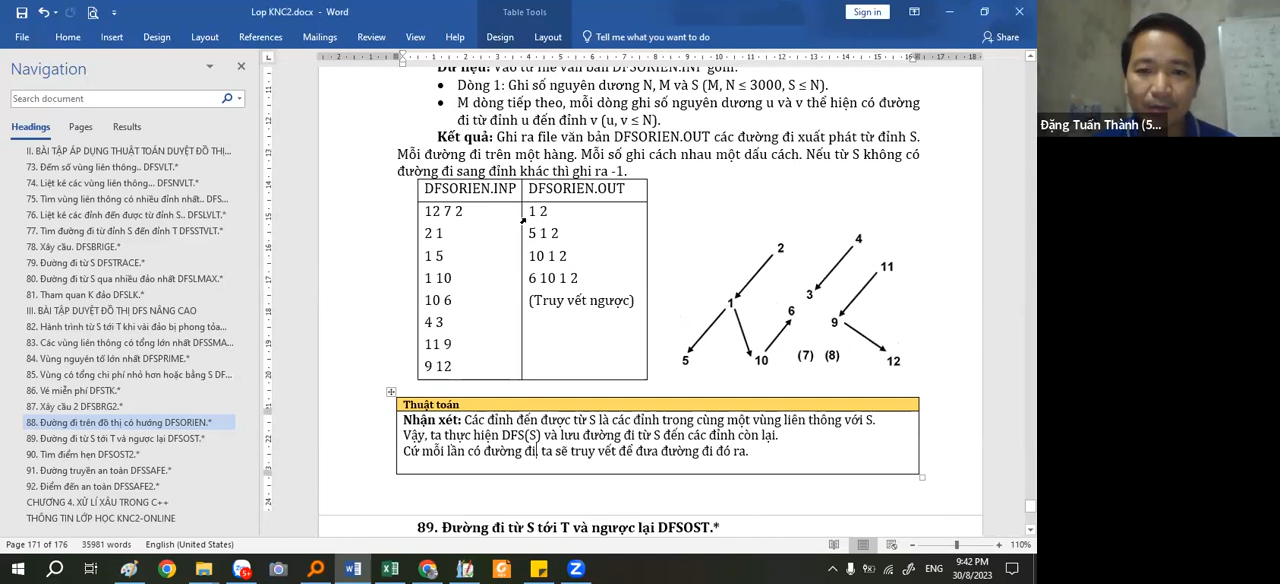 Lop KNC2.docx - Word
Table Tools
Sign in
File
Home
Insert
Design
Layout
References
Mailings
Review
View
Help
Design
Layout
Tell me what you want to do
Share
Navigation
Search document
Headings
Pages
Results
II. BÀI TẬP ÁP DỤNG THUẬT TOÁN DUYỆT ĐỒ THỊ...
73. Đếm số vùng liên thông.. DFSVLT.*
74. Liệt kê các vùng liên thông... DFSNVLT.*
75. Tìm vùng liên thông có nhiều đỉnh nhất.. DFS...
76. Liệt kê các đỉnh đến được từ đỉnh S.. DFSLVLT.*
77. Tìm đường đi từ đỉnh S đến đỉnh T DFSSTVLT.*
78. Xây cầu. DFSBRIGE.*
79. Đường đi từ S DFSTRACE.*
80. Đường đi từ S qua nhiều đảo nhất DFSLMAX.*
81. Tham quan K đảo DFSLK.*
III. BÀI TẬP DUYỆT ĐỒ THỊ DFS NÂNG CAO
82. Hành trình từ S tới T khi vài đảo bị phong tỏa...
83. Các vùng liên thông có tổng lớn nhất DFSSMA...
84. Vùng nguyên tố lớn nhất DFSPRIME.*
85. Vùng có tổng chi phí nhỏ hơn hoặc bằng S DF...
86. Vé miễn phí DFSTK.*
87. Xây cầu 2 DFSBRG2.*
88. Đường đi trên đồ thị có hướng DFSORIEN.*
89. Đường đi từ S tới T và ngược lại DFSOST.*
90. Tìm điểm hẹn DFSOST2.*
91. Đường truyền an toàn DFSSAFE.*
92. Điểm đến an toàn DFSSAFE2.*
CHƯƠNG 4. XỬ LÍ XÂU TRONG C++
THÔNG TIN LỚP HỌC KNC2-ONLINE
Dữ liệu: Vào từ file văn bản DFSORIEN.INP gồm:
• Dòng 1: Ghi số nguyên dương N, M và S (M, N ≤ 3000, S ≤ N).
• M dòng tiếp theo, mỗi dòng ghi số nguyên dương u và v thể hiện có đường
đi từ đỉnh u đến đỉnh v (u, v ≤ N).
Kết quả: Ghi ra file văn bản DFSORIEN.OUT các đường đi xuất phát từ đỉnh S.
Mỗi đường đi trên một hàng. Mỗi số ghi cách nhau một dấu cách. Nếu từ S không có
đường đi sang đỉnh khác thì ghi ra -1.
DFSORIEN.INP DFSORIEN.OUT
12 7 2 1 2
2 1 5 1 2
1 5 10 1 2
1 10 6 10 1 2
10 6 (Truy vết ngược)
4 3
11 9
9 12
2
4
11
3
1
6
9
5
10
(7)
(8)
12
Thuật toán
Nhận xét: Các đỉnh đến được từ S là các đỉnh trong cùng một vùng liên thông với S.
Vậy, ta thực hiện DFS(S) và lưu đường đi từ S đến các đỉnh còn lại.
Cứ mỗi lần có đường đi ta sẽ truy vết để đưa đường đi đó ra.
89. Đường đi từ S tới T và ngược lại DFSOST.*
Đặng Tuấn Thành (5...
Page 171 of 176
35981 words
English (United States)
110%
ENG
9:42 PM
30/8/2023